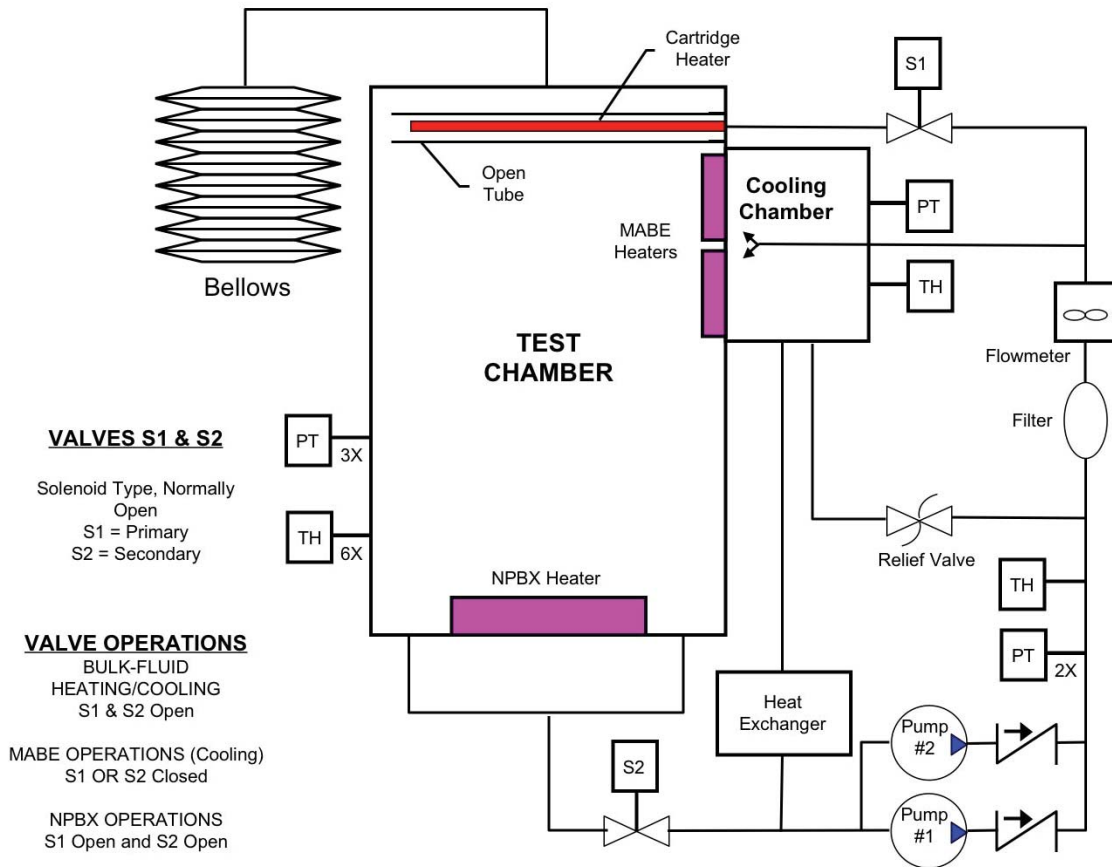 Cartridge
Heater
S1
Open
Tube
Cooling
Chamber
PT
MABE
Heaters
TH
Bellows
Flowmeter
TEST
CHAMBER
Filter
VALVES S1 & S2
PT
3X
Solenoid Type, Normally
Open
S1 = Primary
S2 = Secondary
TH
6X
Relief Valve
NPBX Heater
TH
VALVE OPERATIONS
BULK-FLUID
HEATING/COOLING
S1 & S2 Open
PT
2X
Heat
Exchanger
Pump
#2
MABE OPERATIONS (Cooling)
S1 OR S2 Closed
S2
NPBX OPERATIONS
S1 Open and S2 Open
Pump
#1